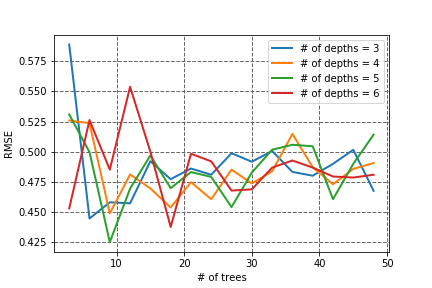 # of depths = 3
# of depths = 4
# of depths = 5
# of depths = 6
0.575
0.550
0.525
0.500
0.475
0.450
0.425
RMSE
10 20 30 40 50
# of trees